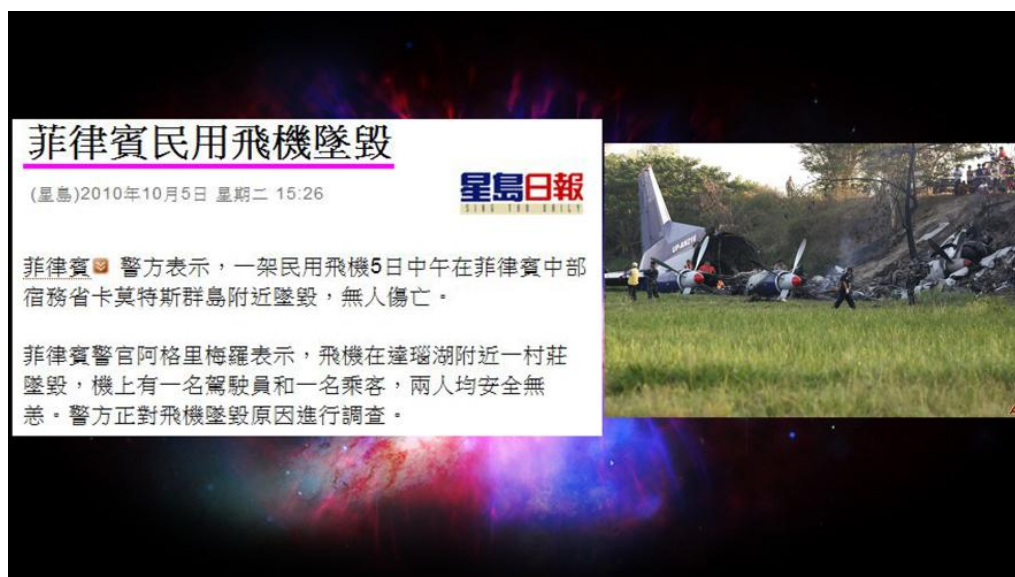 菲律賓民用飛機墜毀
(星島)2010年10月5日 星期二 15:26
星島日報
SING TAO DAILY
菲律賓 警方表示，一架民用飛機5日中午在菲律賓中部
宿務省卡莫特斯群島附近墜毀，無人傷亡。
菲律賓警官阿格里梅羅表示，飛機在達瑙湖附近一村莊
墜毀，機上有一名駕駛員和一名乘客，兩人均安全無
恙。警方正對飛機墜毀原因進行調查。